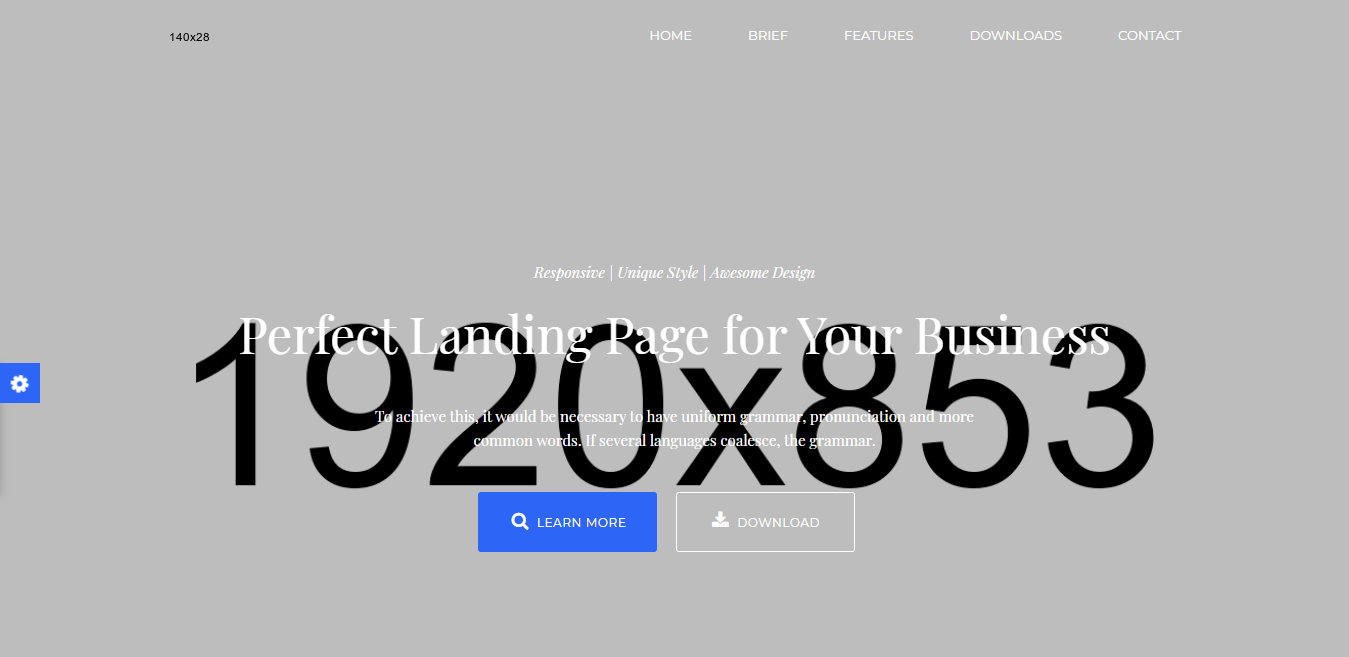 140x28
HOME BRIEF FEATURES DOWNLOADS CONTACT
Responsive | Unique Style | Awesome Design
Perfect Landing Page for Your Business
1920x853
To achieve this, it would be necessary to have uniform grammar, pronunciation and more
common words. If several languages coalesce, the grammar.
LEARN MORE
DOWNLOAD